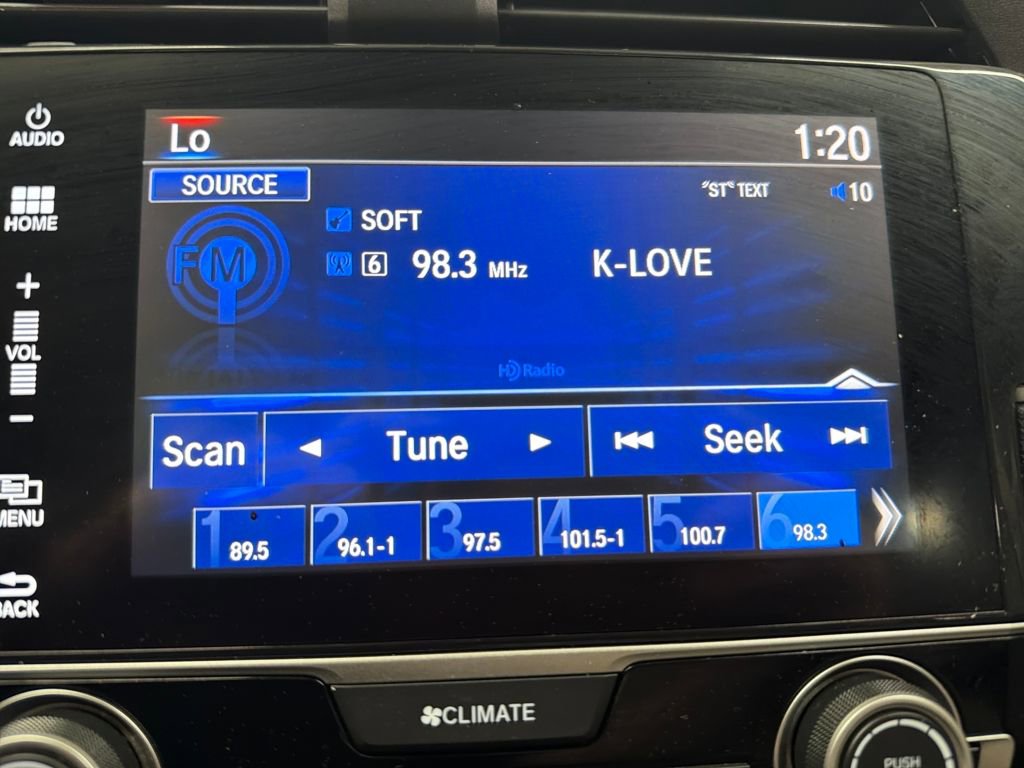 AUDIO
Lo
1:20
SOURCE
"ST" TEXT
10
HOME
SOFT
FM
6
98.3 MHz
K-LOVE
+
VOL
−
HD Radio
Scan
Tune
Seek
MENU
1 89.5
2 96.1-1
3 97.5
4 101.5-1
5 100.7
6 98.3
BACK
CLIMATE
PUSH